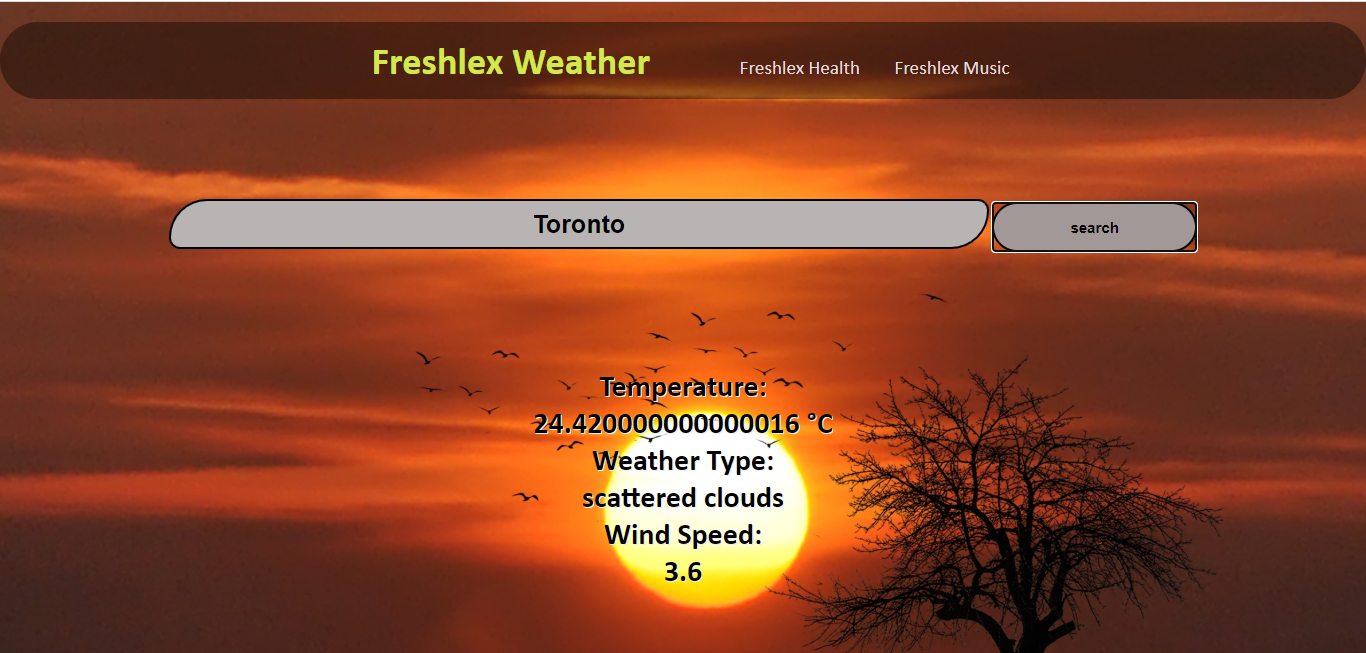 Freshlex Weather Freshlex Health Freshlex Music
Toronto search
Temperature:
24.420000000000016 °C
Weather Type:
scattered clouds
Wind Speed:
3.6